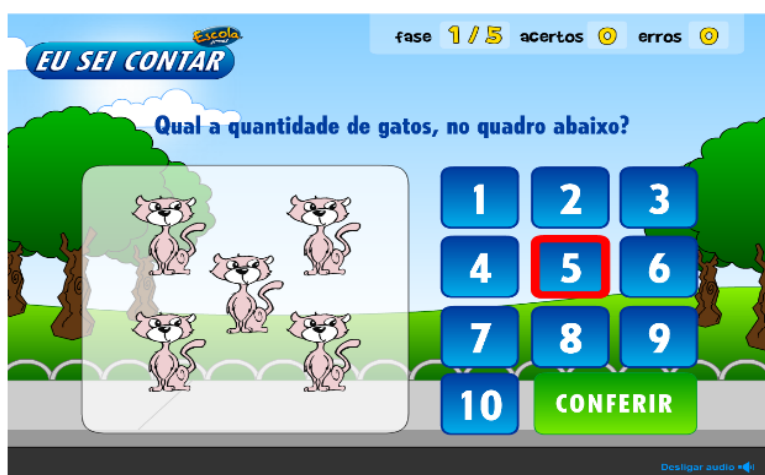 Escola
EU SEI CONTAR
fase 1/5 acertos 0 erros 0
Qual a quantidade de gatos, no quadro abaixo?
1 2 3
4 5 6
7 8 9
10 CONFERIR
Desligar audio